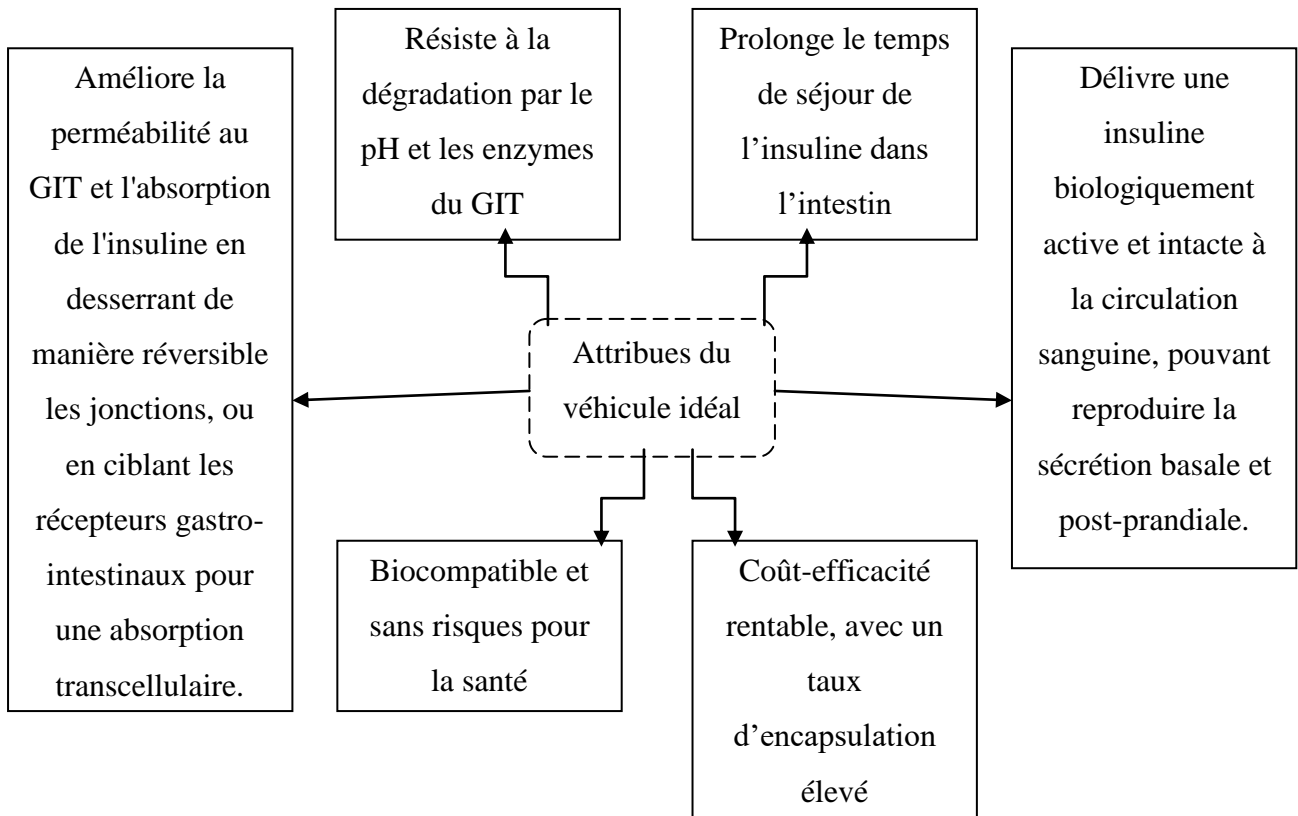 Améliore la
perméabilité au
GIT et l'absorption
de l'insuline en
desserrant de
manière réversible
les jonctions, ou
en ciblant les
récepteurs gastro-
intestinaux pour
une absorption
transcellulaire.
Résiste à la
dégradation par le
pH et les enzymes
du GIT
Prolonge le temps
de séjour de
l’insuline dans
l’intestin
Délivre une
insuline
biologiquement
active et intacte à
la circulation
sanguine, pouvant
reproduire la
sécrétion basale et
post-prandiale.
Attribues du
véhicule idéal
Biocompatible et
sans risques pour
la santé
Coût-efficacité
rentable, avec un
taux
d’encapsulation
élevé